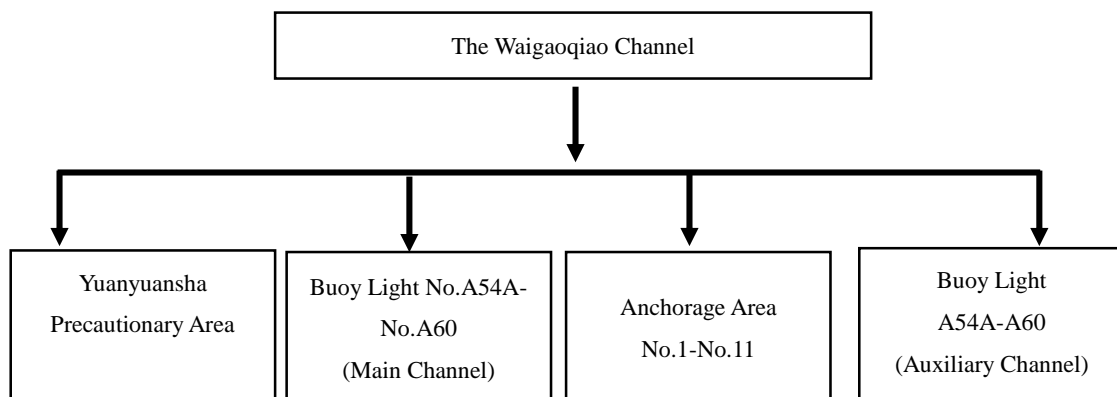 The Waigaoqiao Channel
Yuanyuansha
Precautionary Area
Buoy Light No.A54A-
No.A60
(Main Channel)
Anchorage Area
No.1-No.11
Buoy Light
A54A-A60
(Auxiliary Channel)